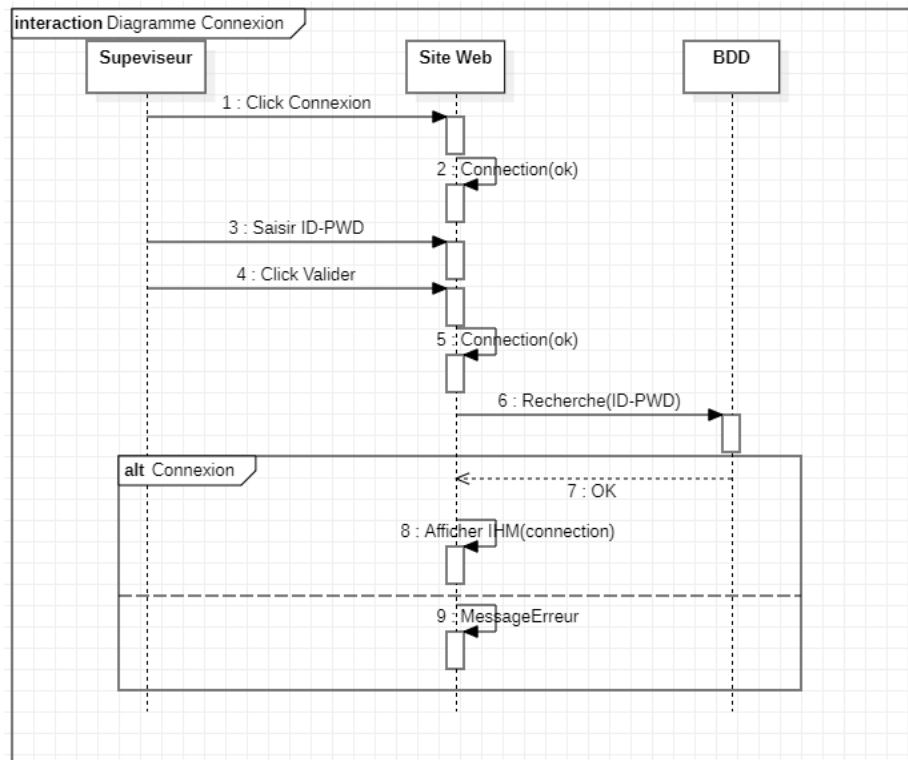 interaction Diagramme Connexion
Supeviseur
Site Web
BDD
1 : Click Connexion
2 : Connection(ok)
3 : Saisir ID-PWD
4 : Click Valider
5 : Connection(ok)
6 : Recherche(ID-PWD)
alt Connexion
7 : OK
8 : Afficher IHM(connection)
9 : MessageErreur